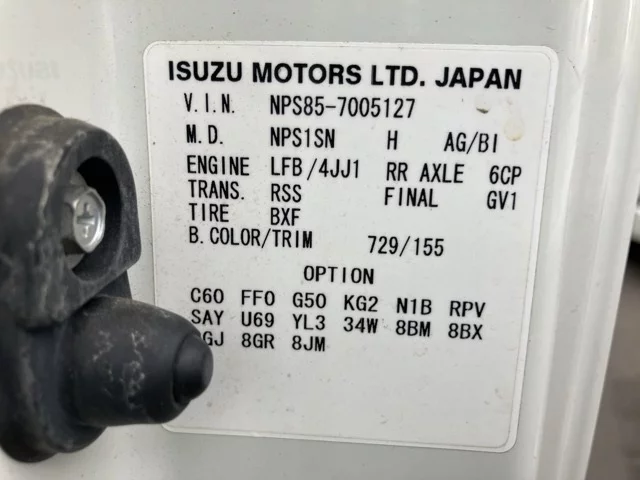 ISUZU MOTORS LTD. JAPAN
V.I.N. NPS85-7005127
M.D. NPS1SN H AG/BI
ENGINE LFB/4JJ1 RR AXLE 6CP
TRANS. RSS FINAL GV1
TIRE BXF
B.COLOR/TRIM 729/155
OPTION
C60 FF0 G50 KG2 N1B RPV
SAY U69 YL3 34W 8BM 8BX
8GR 8JM